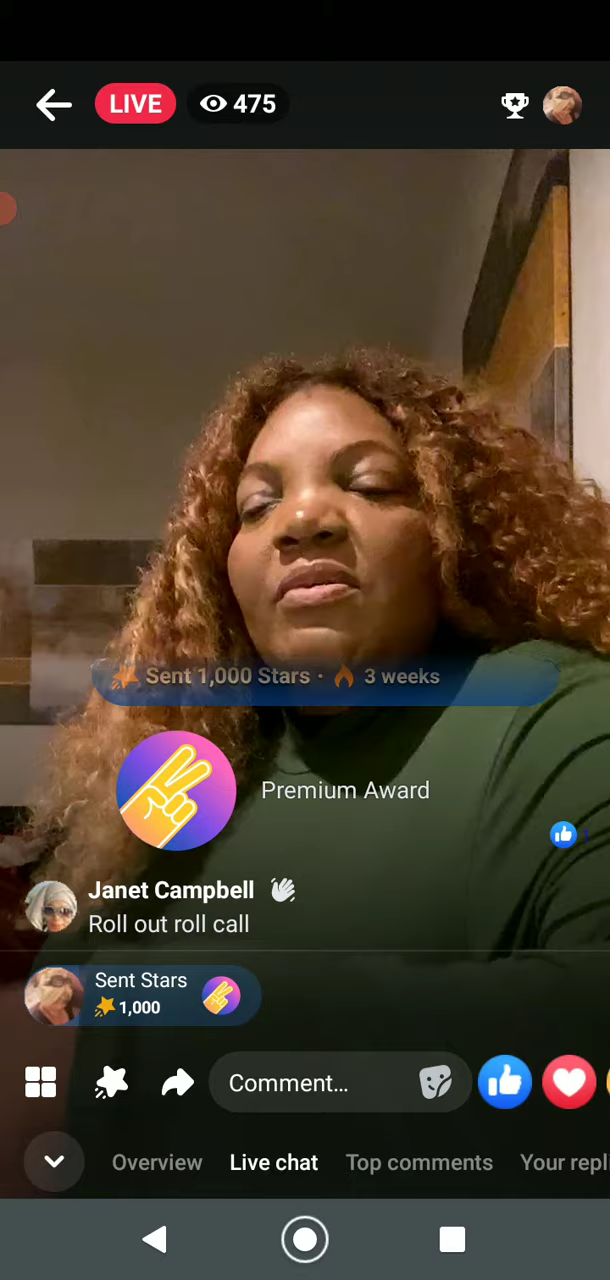 LIVE
475
Sent 1,000 Stars · 3 weeks
Premium Award
Janet Campbell
Roll out roll call
Sent Stars
1,000
Comment...
Overview
Live chat
Top comments
Your repli